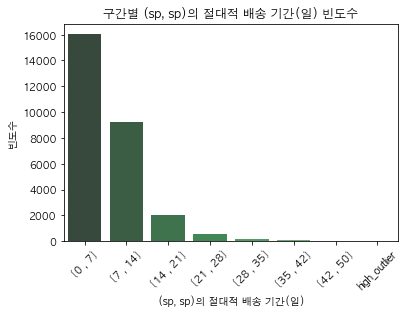 구간별 (sp, sp)의 절대적 배송 기간(일) 빈도수
빈도수
16000
14000
12000
10000
8000
6000
4000
2000
0
[0 , 7)
[7 , 14)
[14 , 21)
[21 , 28)
[28 , 35)
[35 , 42)
[42 , 50)
hgh_outlier
(sp, sp)의 절대적 배송 기간(일)